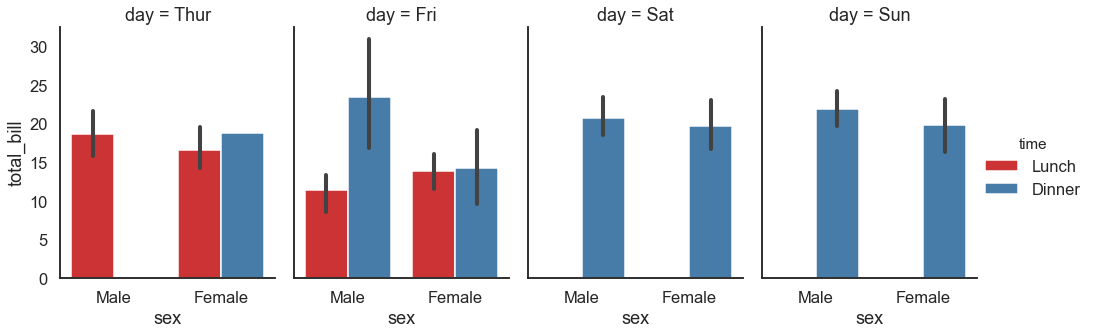 day = Thur
day = Fri
day = Sat
day = Sun
total_bill
30
25
20
15
10
5
0
Male
Female
Male
Female
Male
Female
Male
Female
sex
sex
sex
sex
time
Lunch
Dinner